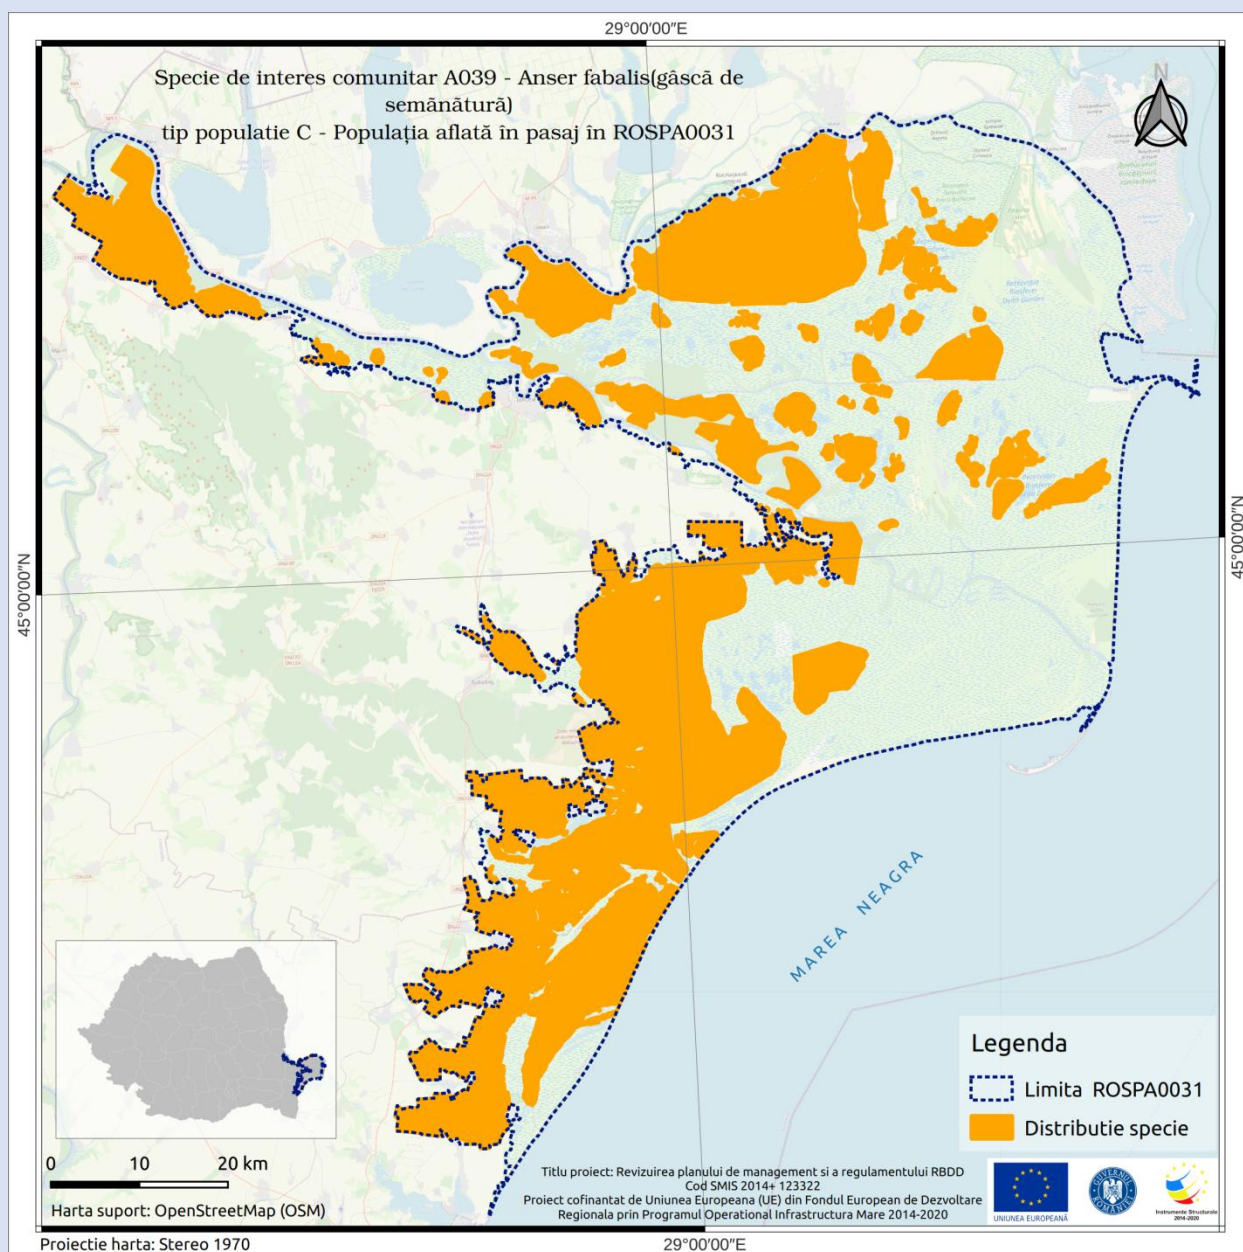 29°00′00″E
Specie de interes comunitar A039 - Anser fabalis(gâscă de
semănătură)
tip populatie C - Populația aflată în pasaj în ROSPA0031
N
45°00′00″N
45°00′00″N
MAREA NEAGRA
Legenda
Limita ROSPA0031
Distributie specie
0 10 20 km
Harta suport: OpenStreetMap (OSM)
Titlu proiect: Revizuirea planului de management si a regulamentului RBDD
Cod SMIS 2014+ 123322
Proiect cofinantat de Uniunea Europeana (UE) din Fondul European de Dezvoltare
Regionala prin Programul Operational Infrastructura Mare 2014-2020
UNIUNEA EUROPEANĂ
GUVERNUL ROMÂNIEI
Instrumente Structurale
2014-2020
Proiectie harta: Stereo 1970
29°00′00″E